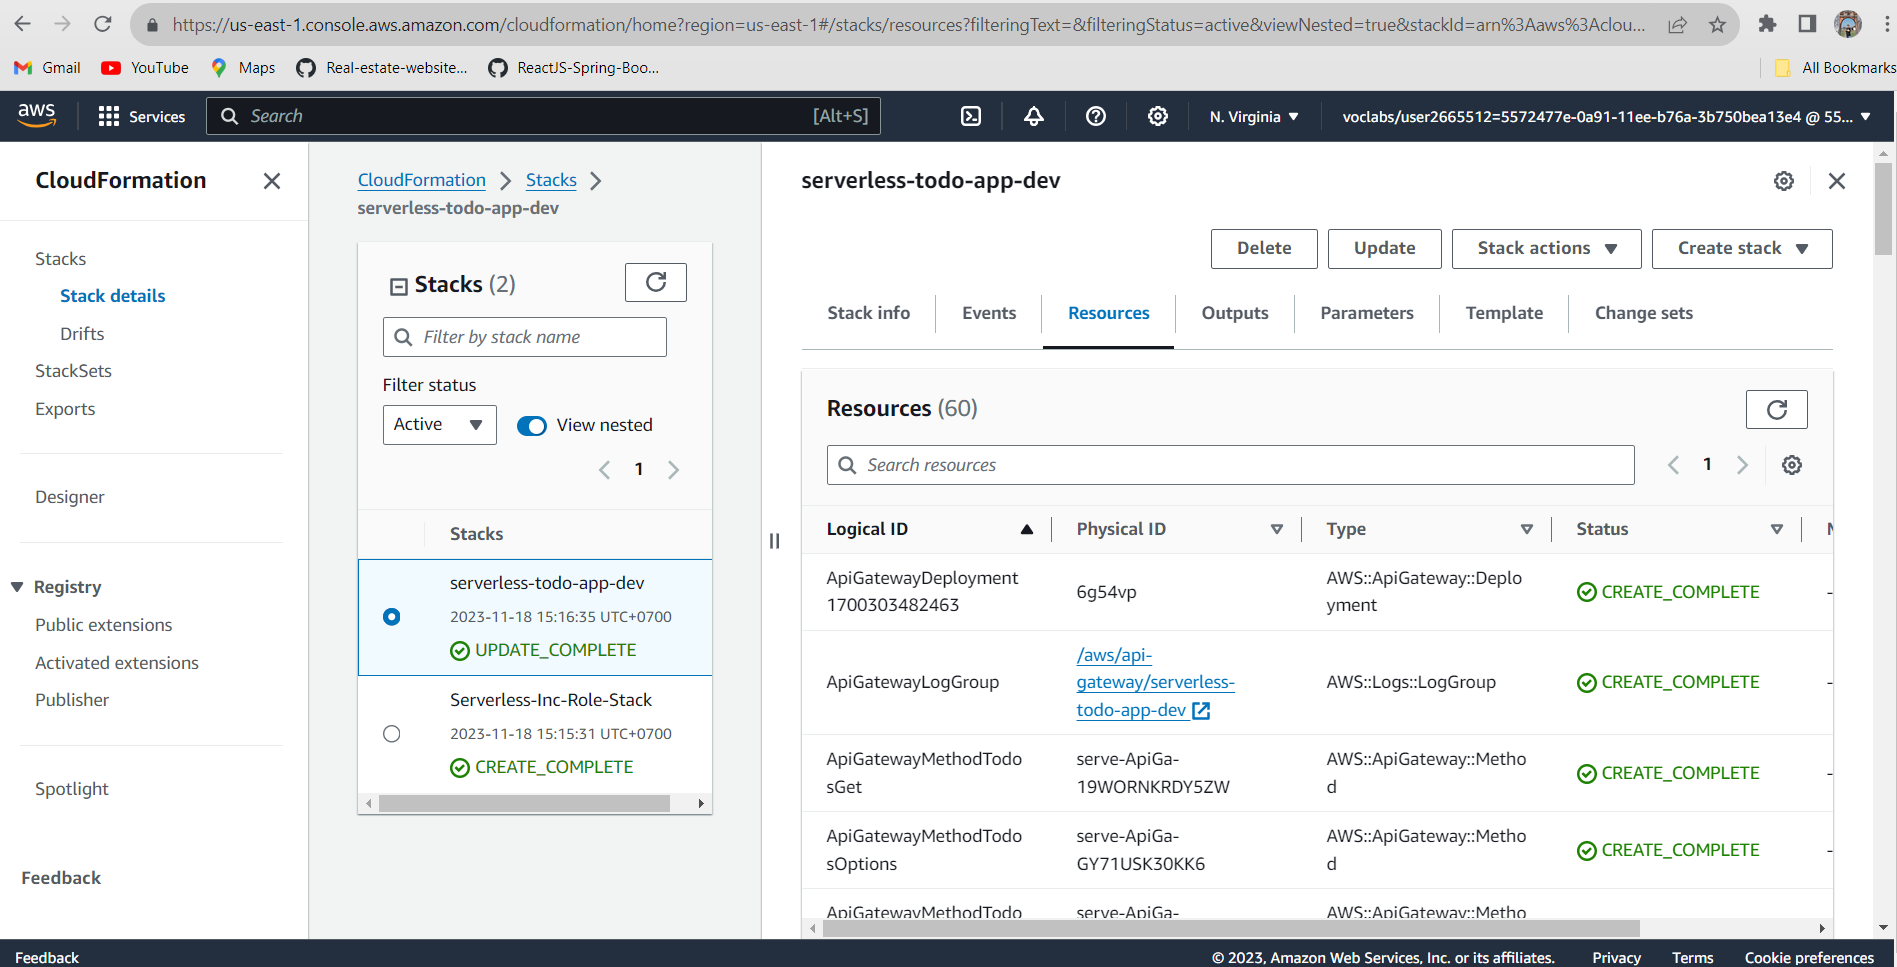 https://us-east-1.console.aws.amazon.com/cloudformation/home?region=us-east-1#/stacks/resources?filteringText=&filteringStatus=active&viewNested=true&stackId=arn%3Aaws%3Aclou...
Gmail YouTube Maps Real-estate-website... ReactJS-Spring-Boo... All Bookmarks
aws Services Search [Alt+S] N. Virginia voclabs/user2665512=5572477e-0a91-11ee-b76a-3b750bea13e4 @ 55...
CloudFormation
Stacks
Stack details
Drifts
StackSets
Exports
Designer
Registry
Public extensions
Activated extensions
Publisher
Spotlight
Feedback
CloudFormation Stacks
serverless-todo-app-dev
Stacks (2)
Filter by stack name
Filter status
Active View nested
1
Stacks
serverless-todo-app-dev
2023-11-18 15:16:35 UTC+0700
UPDATE_COMPLETE
Serverless-Inc-Role-Stack
2023-11-18 15:15:31 UTC+0700
CREATE_COMPLETE
serverless-todo-app-dev
Delete Update Stack actions Create stack
Stack info Events Resources Outputs Parameters Template Change sets
Resources (60)
Search resources 1
Logical ID Physical ID Type Status
ApiGatewayDeployment
1700303482463
6g54vp
AWS::ApiGateway::Deplo
yment
CREATE_COMPLETE
-
ApiGatewayLogGroup
/aws/api-
gateway/serverless-
todo-app-dev
AWS::Logs::LogGroup
CREATE_COMPLETE
-
ApiGatewayMethodTodo
sGet
serve-ApiGa-
19WORNKRDY5ZW
AWS::ApiGateway::Metho
d
CREATE_COMPLETE
-
ApiGatewayMethodTodo
sOptions
serve-ApiGa-
GY71USK30KK6
AWS::ApiGateway::Metho
d
CREATE_COMPLETE
-
ApiGatewayMethodTodo
serve-ApiGa-
AWS::ApiGateway::Metho
Feedback © 2023, Amazon Web Services, Inc. or its affiliates. Privacy Terms Cookie preferences